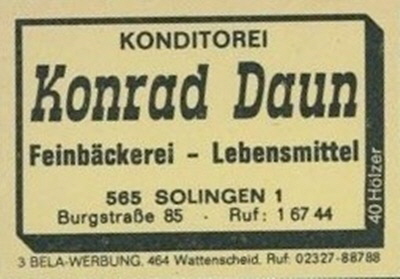 KONDITOREI
Konrad Daun
Feinbäckerei - Lebensmittel
565 SOLINGEN 1
Burgstraße 85 · Ruf: 1 67 44
40 Hölzer
3 BELA-WERBUNG. 464 Wattenscheid. Ruf: 02327-88788